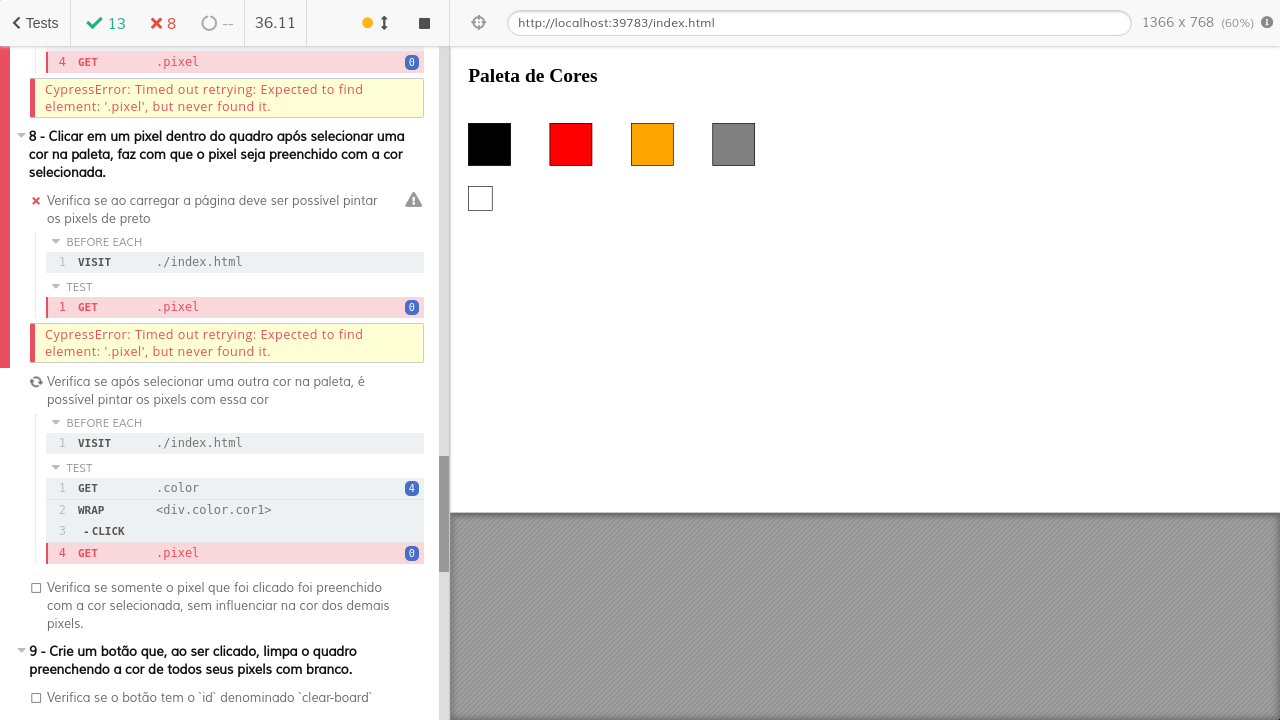 Tests
13
8
--
36.11
http://localhost:39783/index.html
1366 x 768 (60%)
4 GET .pixel 0
CypressError: Timed out retrying: Expected to find
element: '.pixel', but never found it.
8 - Clicar em um pixel dentro do quadro após selecionar uma
cor na paleta, faz com que o pixel seja preenchido com a cor
selecionada.
Verifica se ao carregar a página deve ser possível pintar
os pixels de preto
BEFORE EACH
1 VISIT ./index.html
TEST
1 GET .pixel 0
CypressError: Timed out retrying: Expected to find
element: '.pixel', but never found it.
Verifica se após selecionar uma outra cor na paleta, é
possível pintar os pixels com essa cor
BEFORE EACH
1 VISIT ./index.html
TEST
1 GET .color 4
2 WRAP <div.color.cor1>
3 -CLICK
4 GET .pixel 0
Verifica se somente o pixel que foi clicado foi preenchido
com a cor selecionada, sem influenciar na cor dos demais
pixels.
9 - Crie um botão que, ao ser clicado, limpa o quadro
preenchendo a cor de todos seus pixels com branco.
Verifica se o botão tem o `id` denominado `clear-board`
Paleta de Cores